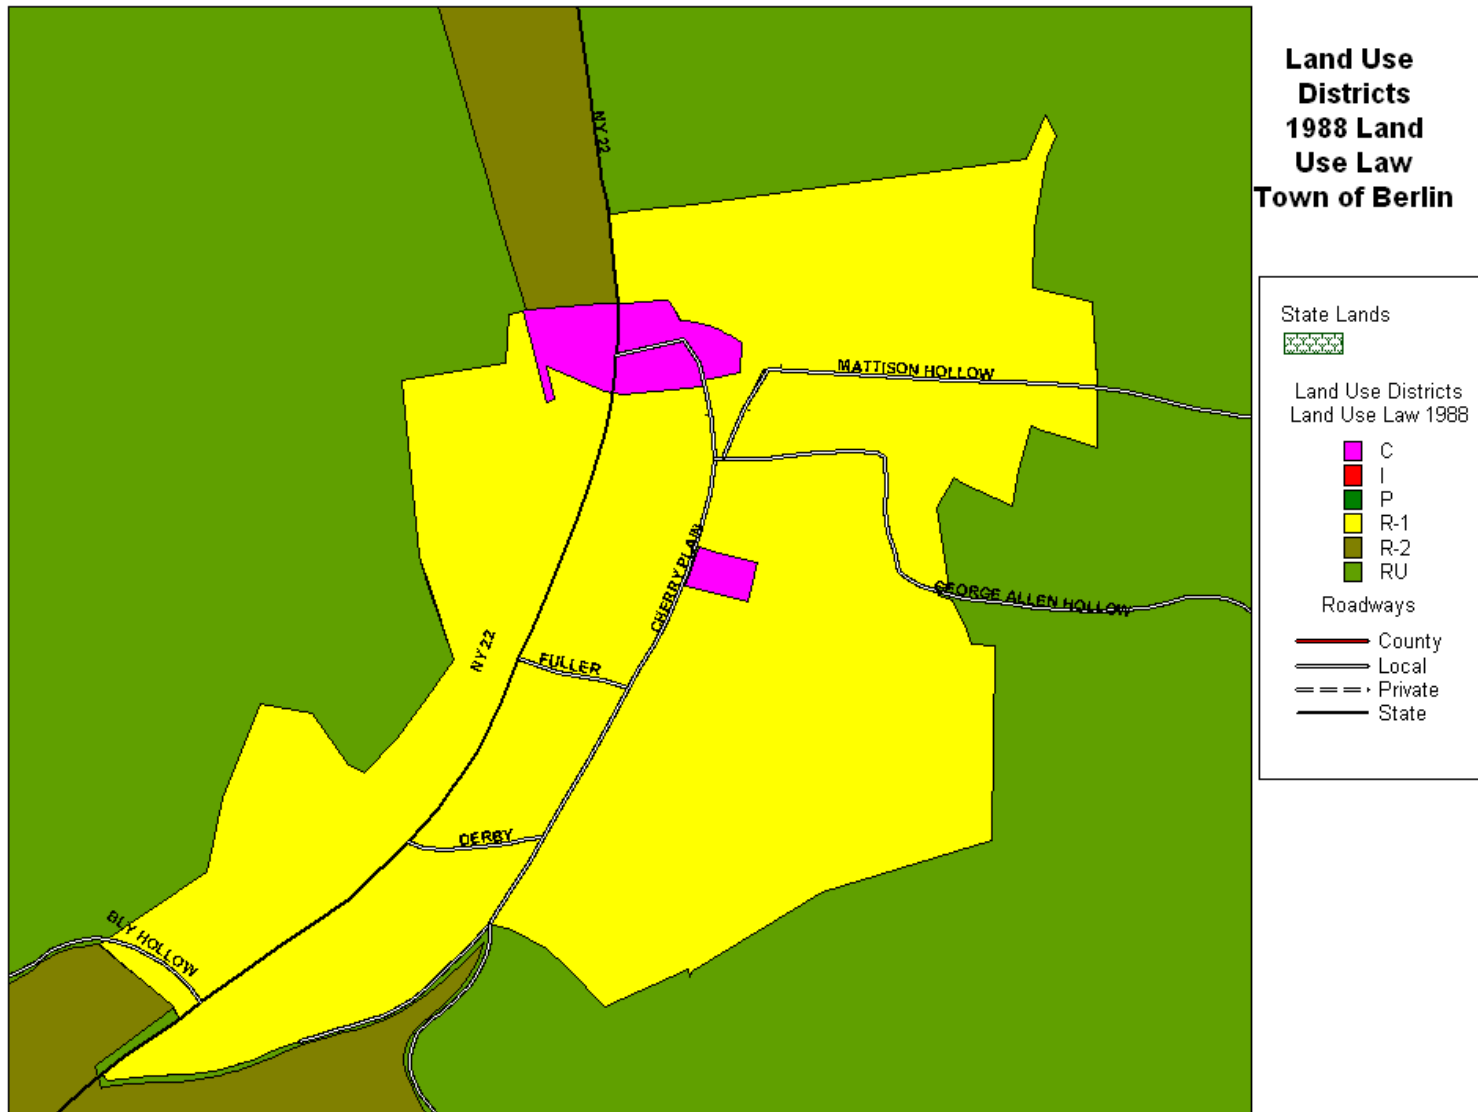 Land Use
Districts
1988 Land
Use Law
Town of Berlin
NY 22
MATTISON HOLLOW
CHERRY PLAIN
GEORGE ALLEN HOLLOW
NY 22
FULLER
DERBY
BLY HOLLOW
State Lands
Land Use Districts
Land Use Law 1988
C
I
P
R-1
R-2
RU
Roadways
County
Local
Private
State